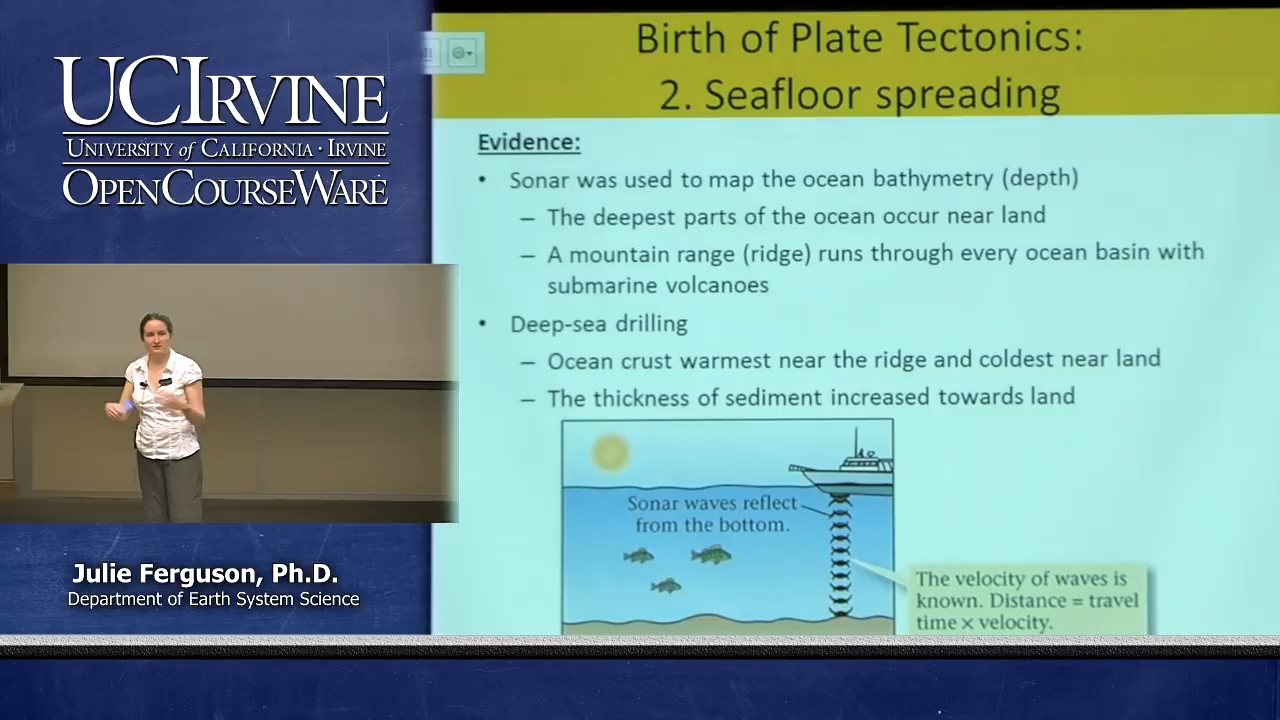 UCIRVINE
UNIVERSITY of CALIFORNIA · IRVINE
OPENCOURSEWARE
Julie Ferguson, Ph.D.
Department of Earth System Science
Birth of Plate Tectonics:
2. Seafloor spreading
Evidence:
• Sonar was used to map the ocean bathymetry (depth)
– The deepest parts of the ocean occur near land
– A mountain range (ridge) runs through every ocean basin with
submarine volcanoes
• Deep-sea drilling
– Ocean crust warmest near the ridge and coldest near land
– The thickness of sediment increased towards land
Sonar waves reflect
from the bottom.
The velocity of waves is
known. Distance = travel
time × velocity.